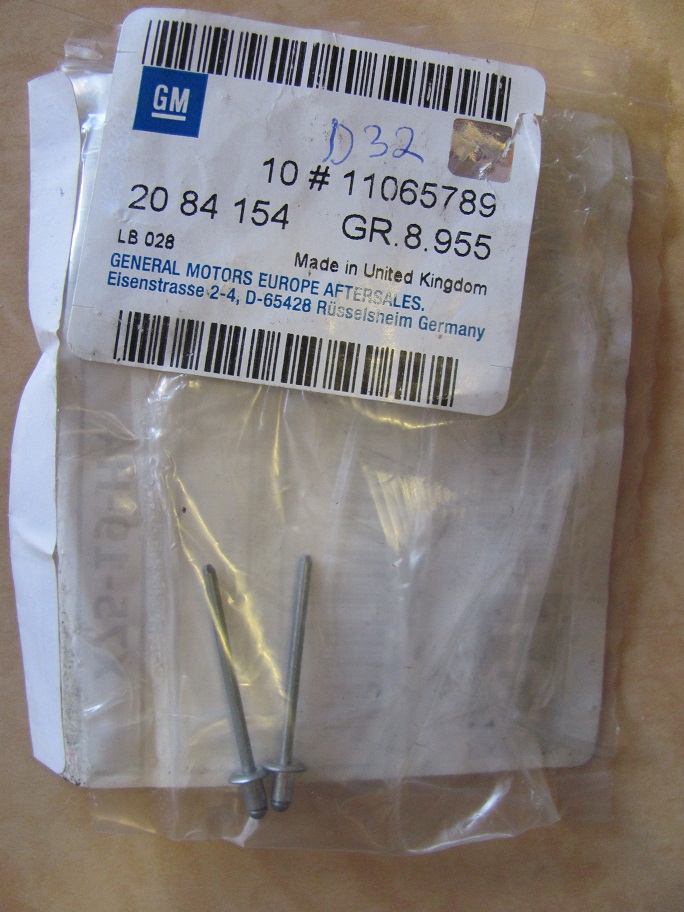 GM
D 32
10 # 11065789
20 84 154 GR.8.955
LB 028 Made in United Kingdom
GENERAL MOTORS EUROPE AFTERSALES.
Eisenstrasse 2-4, D-65428 Rüsselsheim Germany